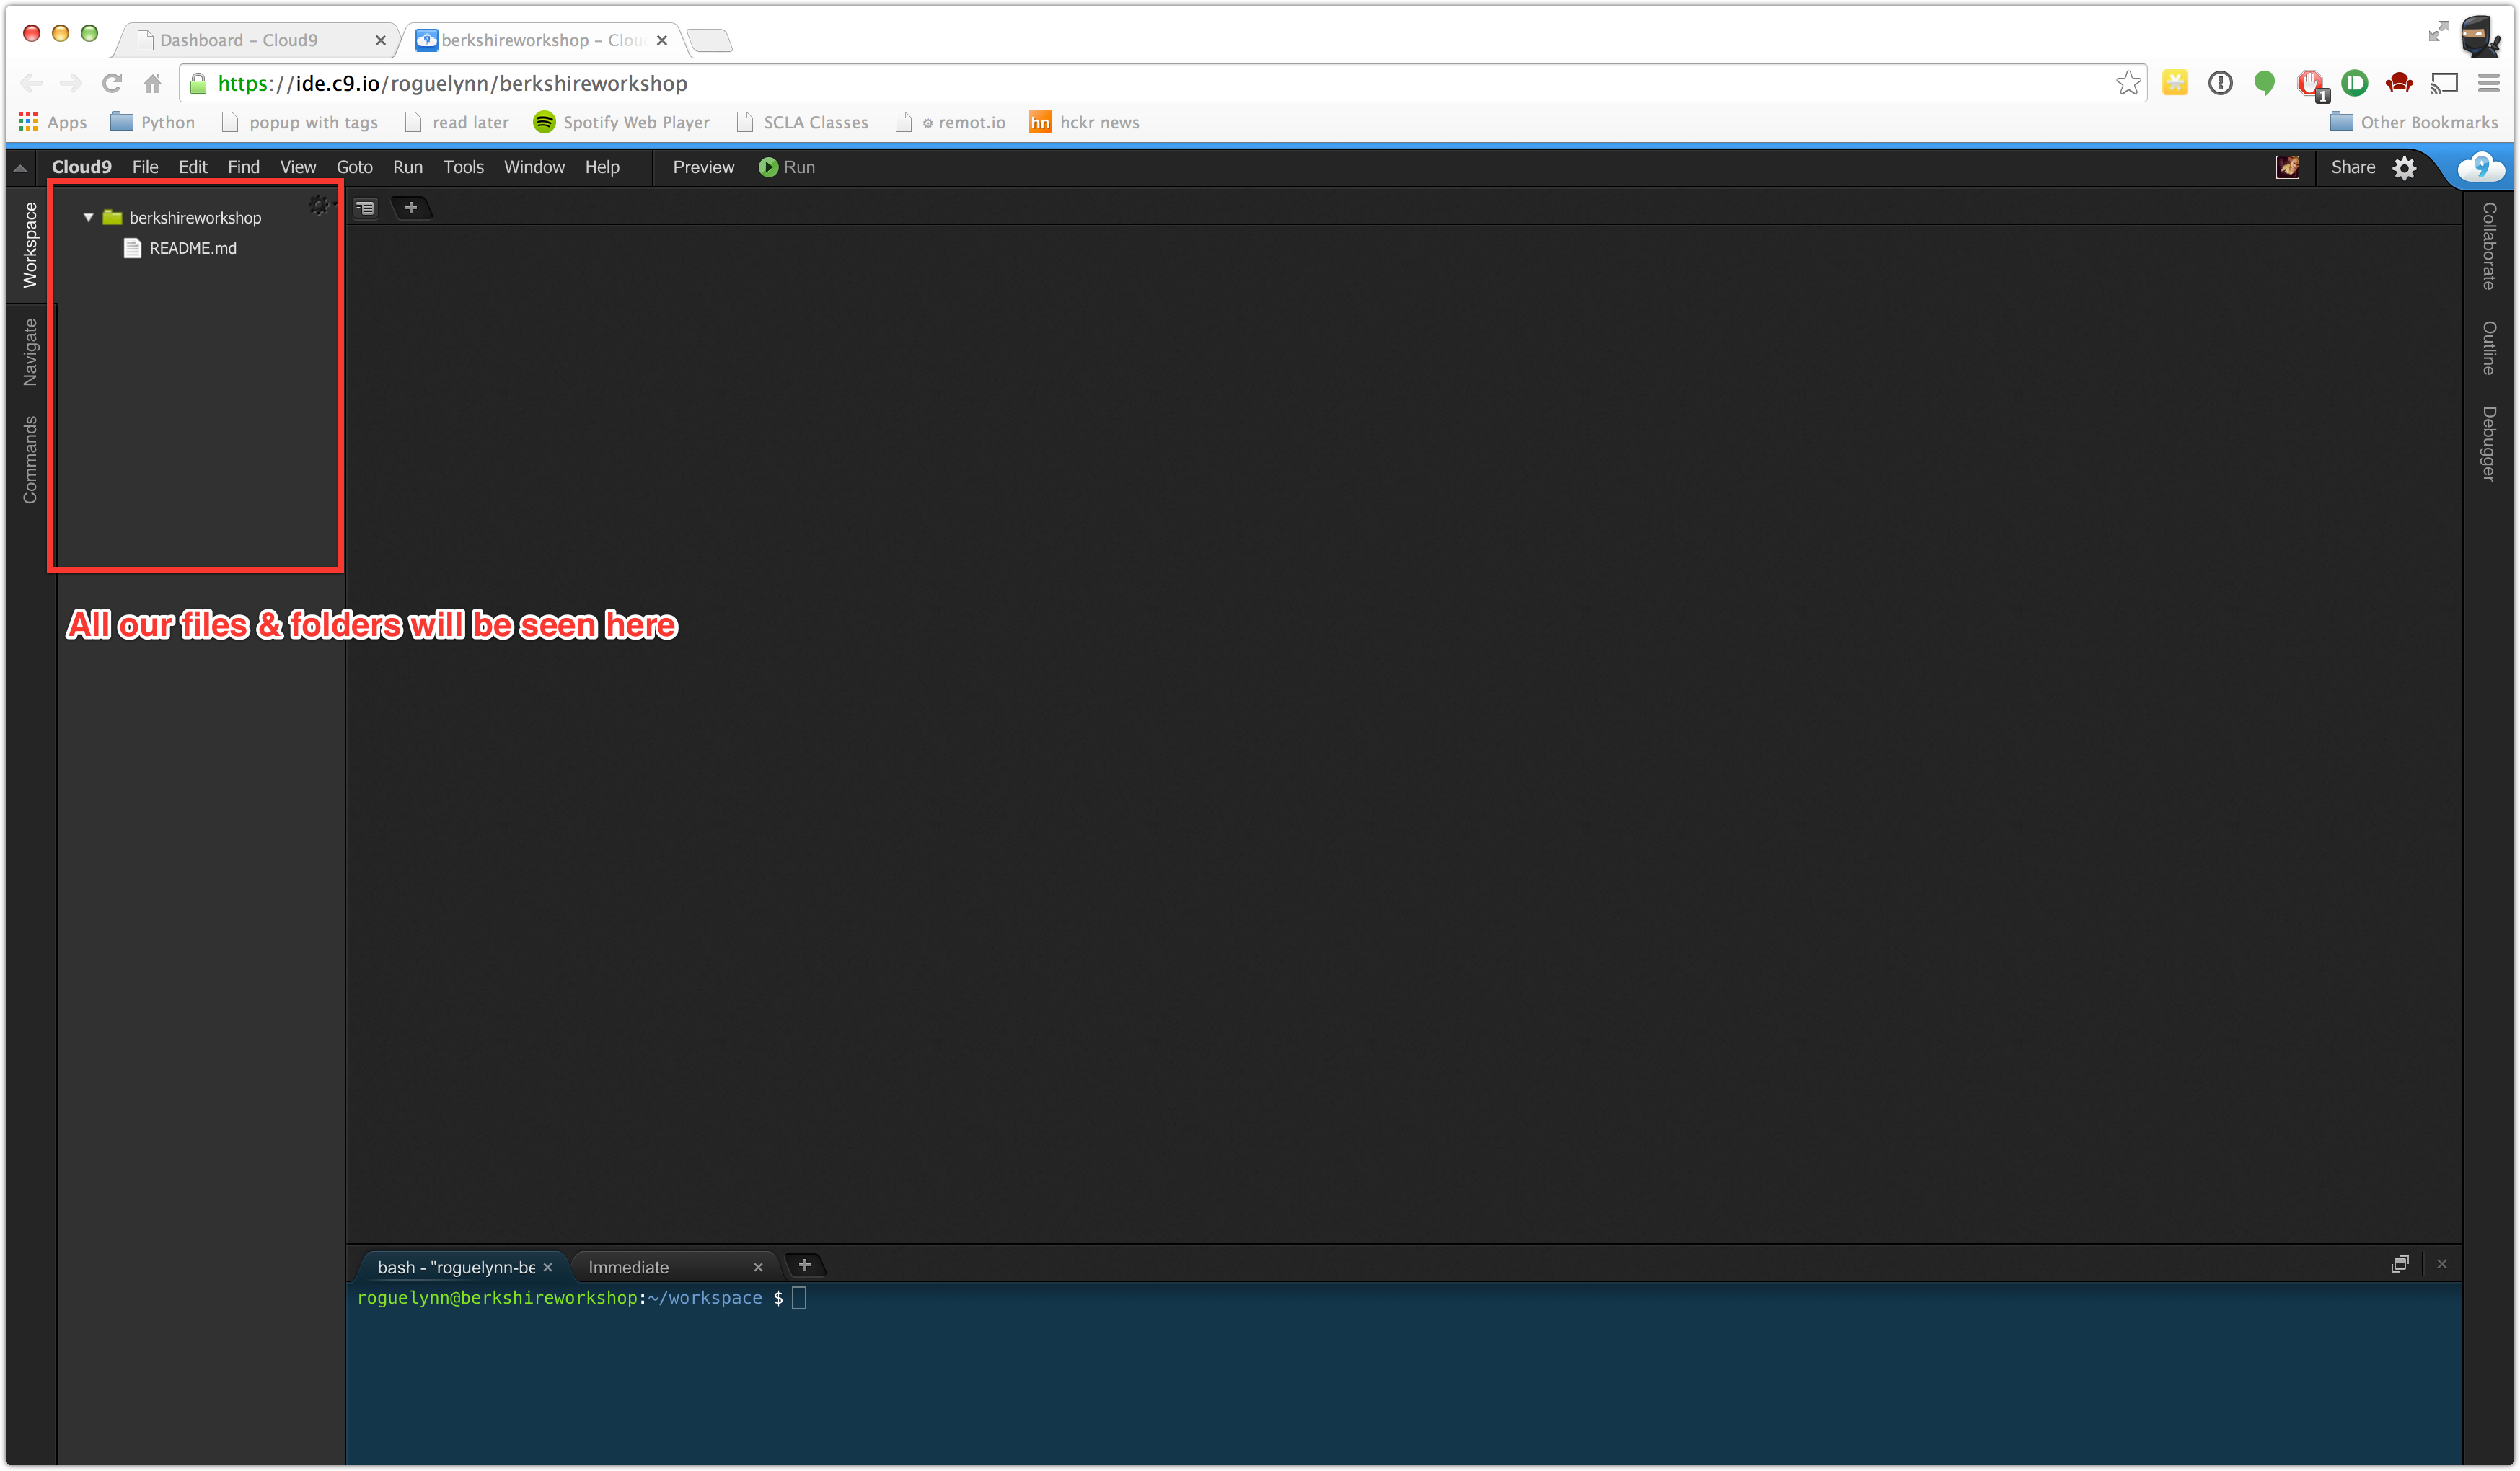 Dashboard – Cloud9
berkshireworkshop – Clou
https://ide.c9.io/roguelynn/berkshireworkshop
1
Apps Python popup with tags read later Spotify Web Player SCLA Classes remot.io hn hckr news Other Bookmarks
Cloud9 File Edit Find View Goto Run Tools Window Help Preview Run Share 9
Workspace
Navigate
Commands
berkshireworkshop
README.md
Collaborate
Outline
Debugger
All our files & folders will be seen here
bash - "roguelynn-be Immediate
roguelynn@berkshireworkshop:~/workspace $